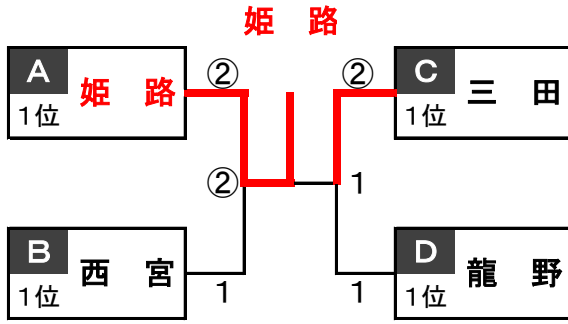 姫 路
A 1位 姫 路 ②
② C 1位 三 田
② 1
B 1位 西 宮 1
1 D 1位 龍 野